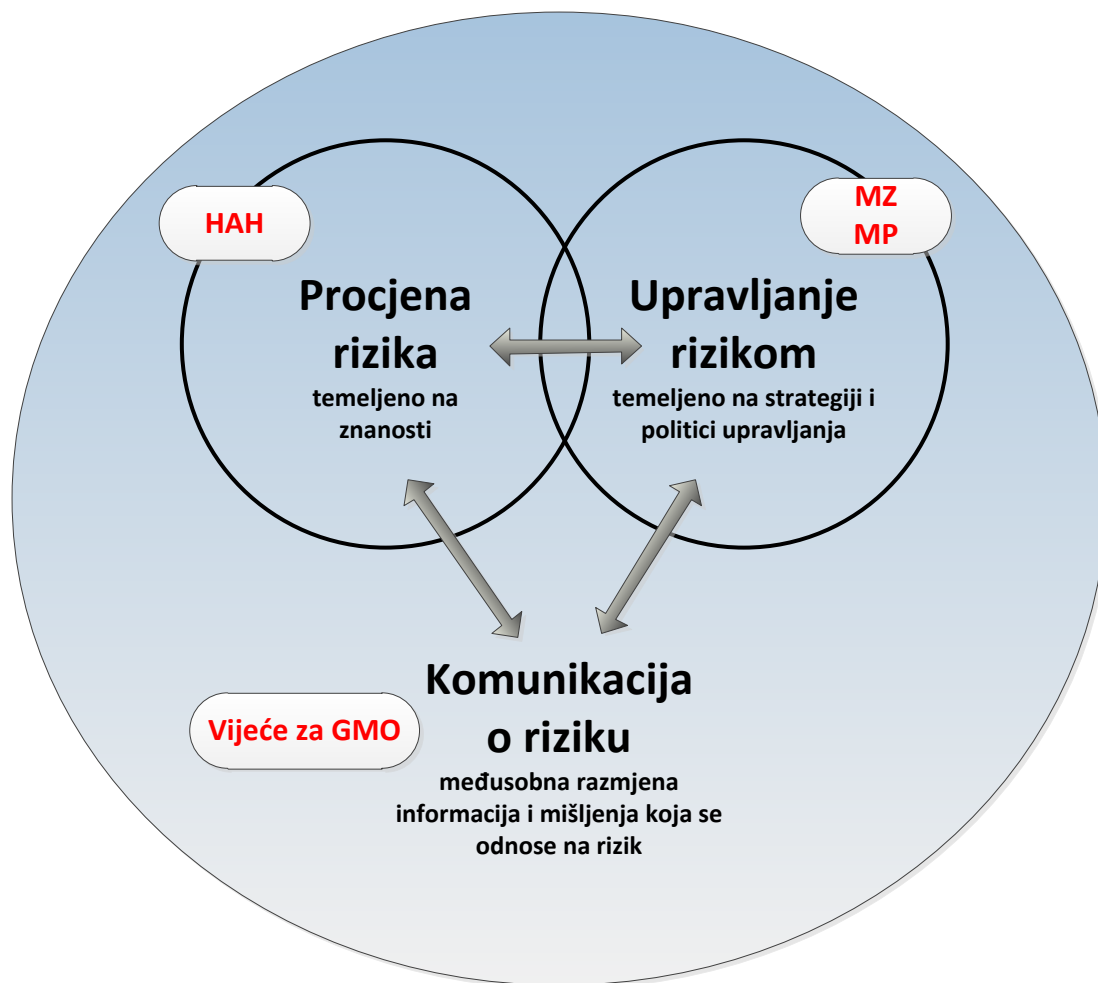 HAH
MZ
MP
Procjena
rizika
temeljeno na
znanosti
Upravljanje
rizikom
temeljeno na strategiji i
politici upravljanja
Vijeće za GMO
Komunikacija
o riziku
međusobna razmjena
informacija i mišljenja koja se
odnose na rizik